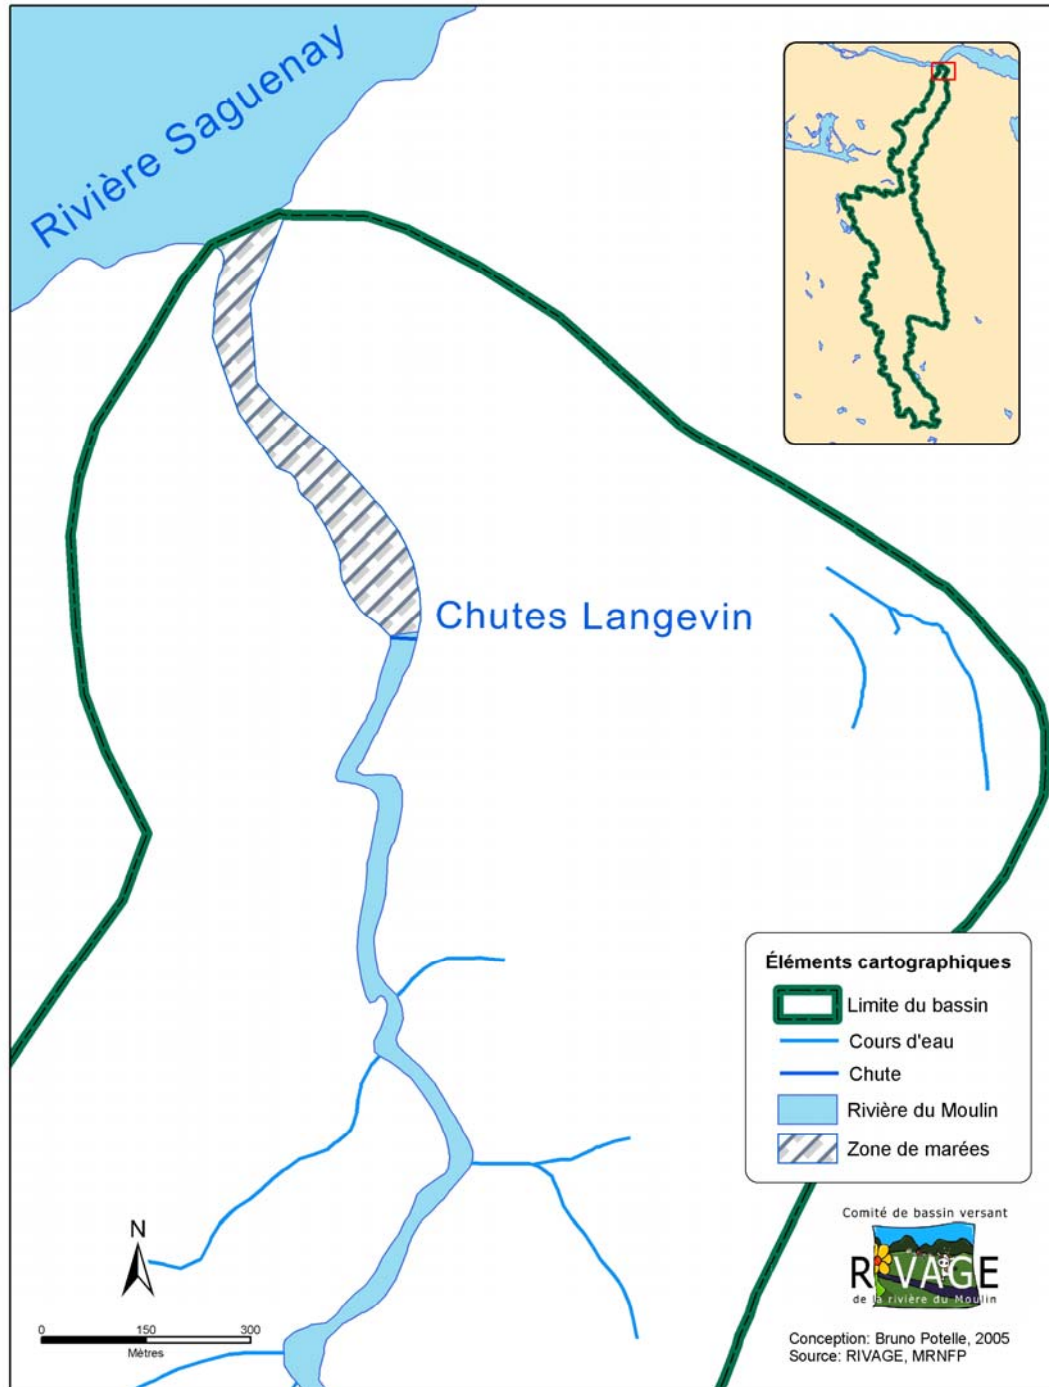 Rivière Saguenay
Chutes Langevin
Éléments cartographiques
Limite du bassin
Cours d'eau
Chute
Rivière du Moulin
Zone de marées
N
0 150 300
Mètres
Comité de bassin versant
RIVAGE
de la rivière du Moulin
Conception: Bruno Potelle, 2005
Source: RIVAGE, MRNFP